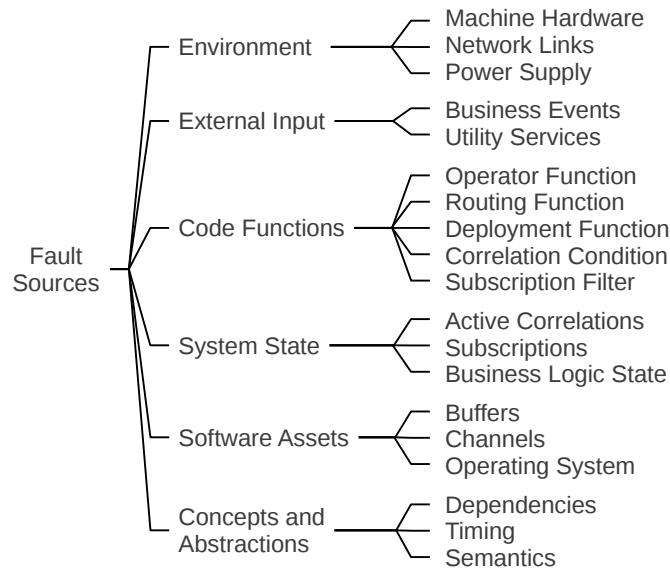 Fault
Sources
Environment
Machine Hardware
Network Links
Power Supply
External Input
Business Events
Utility Services
Code Functions
Operator Function
Routing Function
Deployment Function
Correlation Condition
Subscription Filter
System State
Active Correlations
Subscriptions
Business Logic State
Software Assets
Buffers
Channels
Operating System
Concepts and
Abstractions
Dependencies
Timing
Semantics